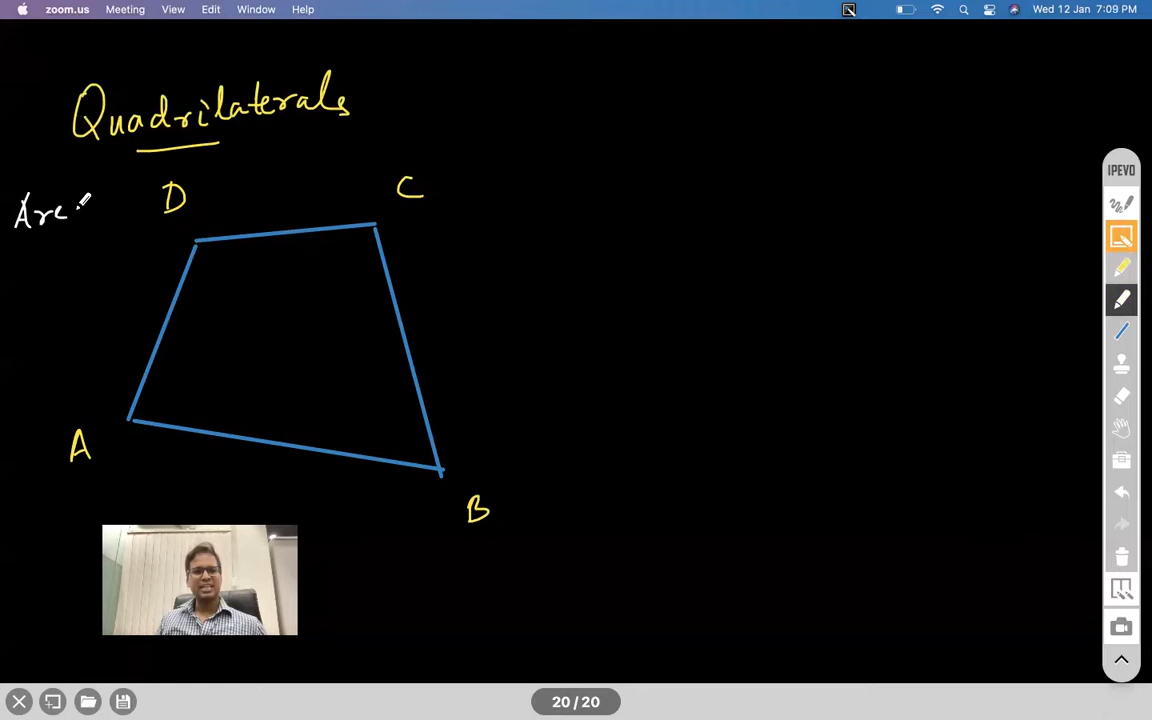 zoom.us Meeting View Edit Window Help Wed 12 Jan 7:09 PM
Quadrilaterals
IPEVO
D C
Are
A
B
20 / 20